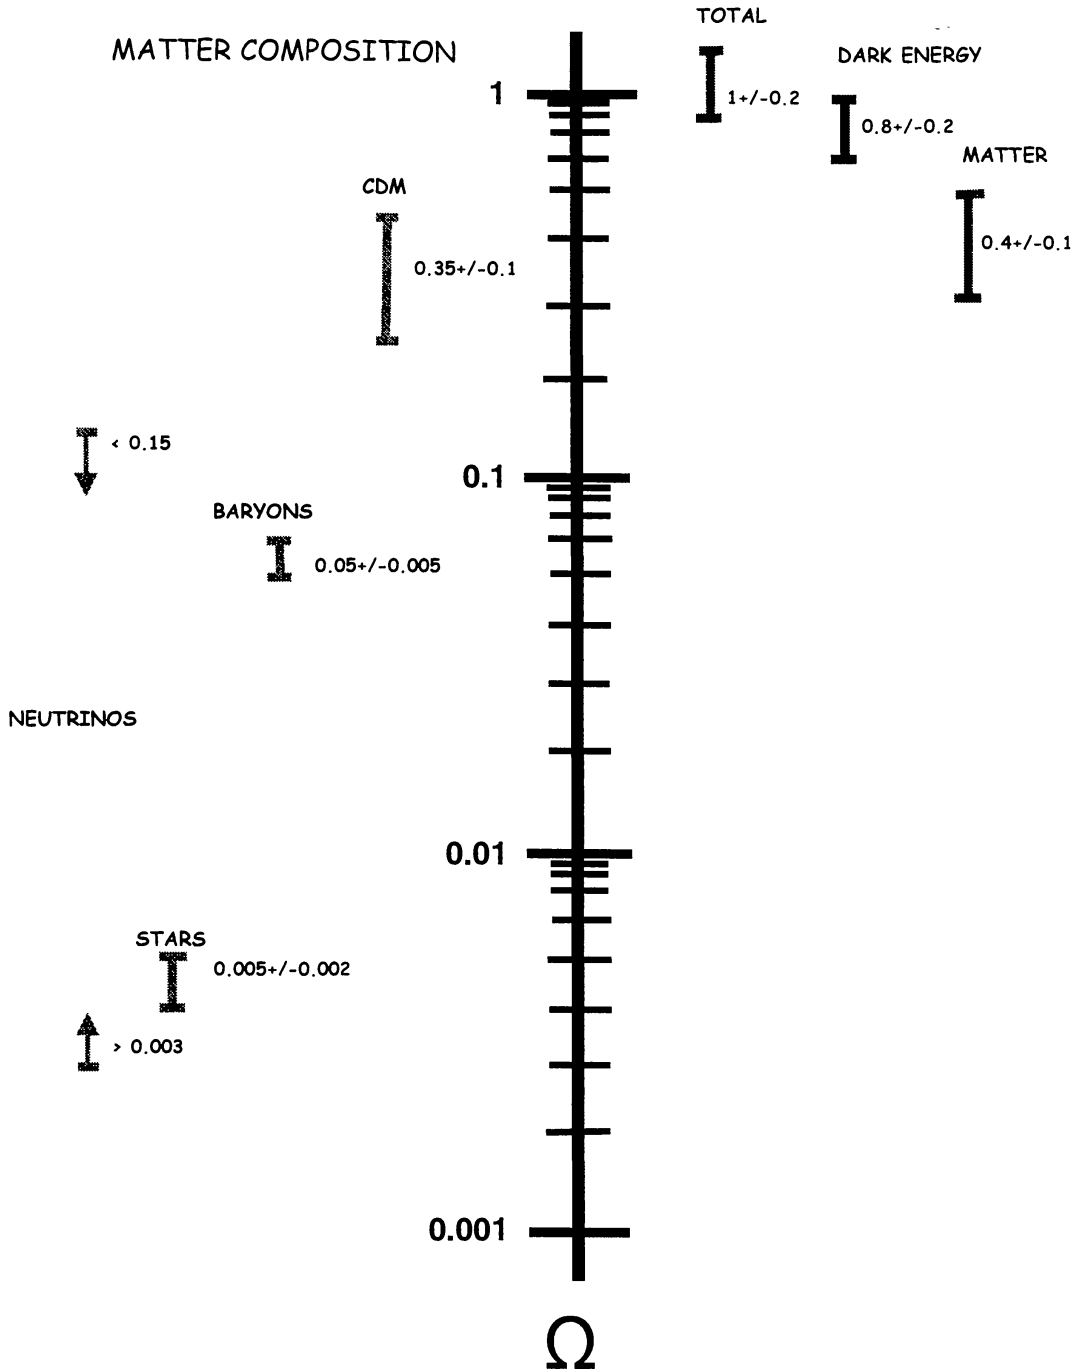 TOTAL
MATTER COMPOSITION
DARK ENERGY
1
1+/-0.2
0.8+/-0.2
MATTER
CDM
0.4+/-0.1
0.35+/-0.1
< 0.15
0.1
BARYONS
0.05+/-0.005
NEUTRINOS
0.01
STARS
0.005+/-0.002
> 0.003
0.001
Ω